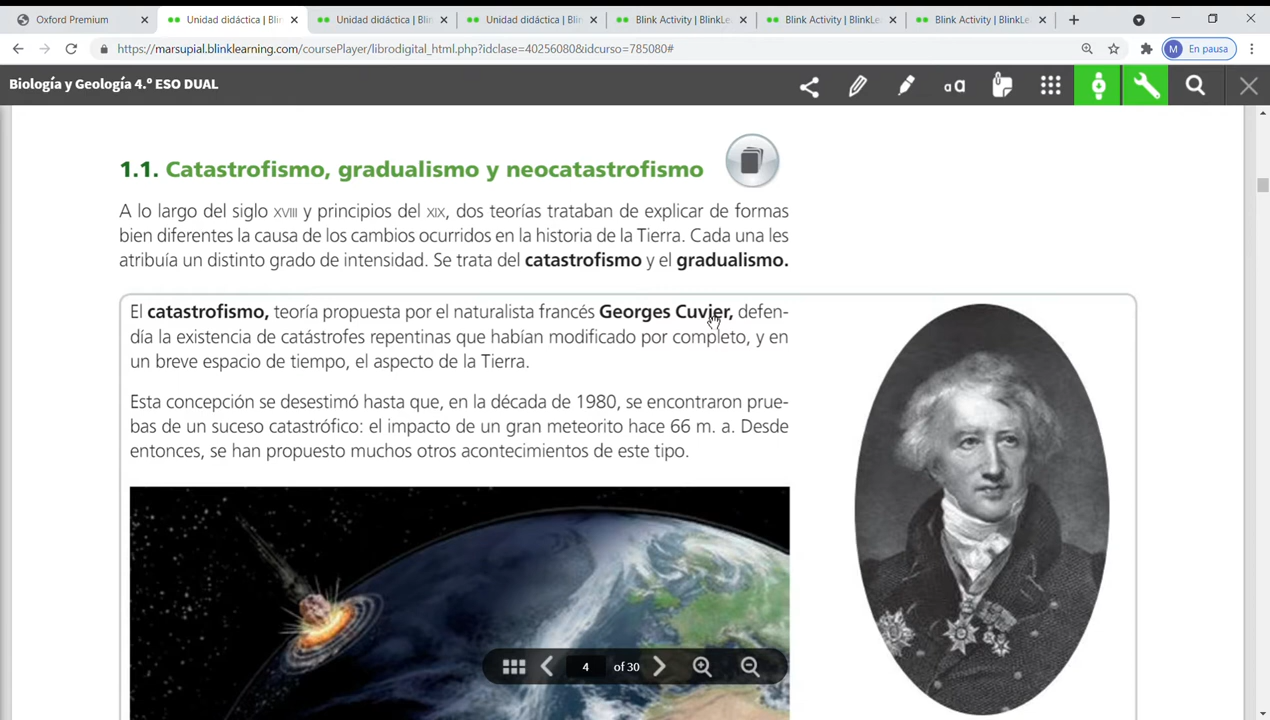 Oxford Premium
Unidad didáctica | Blin
Unidad didáctica | Blin
Unidad didáctica | Blin
Blink Activity | BlinkLe
Blink Activity | BlinkLe
Blink Activity | BlinkLe
https://marsupial.blinklearning.com/coursePlayer/librodigital_html.php?idclase=40256080&idcurso=785080#
M En pausa
Biología y Geología 4.º ESO DUAL
aa
1.1. Catastrofismo, gradualismo y neocatastrofismo
A lo largo del siglo XVIII y principios del XIX, dos teorías trataban de explicar de formas
bien diferentes la causa de los cambios ocurridos en la historia de la Tierra. Cada una les
atribuía un distinto grado de intensidad. Se trata del catastrofismo y el gradualismo.
El catastrofismo, teoría propuesta por el naturalista francés Georges Cuvier, defen-
día la existencia de catástrofes repentinas que habían modificado por completo, y en
un breve espacio de tiempo, el aspecto de la Tierra.
Esta concepción se desestimó hasta que, en la década de 1980, se encontraron prue-
bas de un suceso catastrófico: el impacto de un gran meteorito hace 66 m. a. Desde
entonces, se han propuesto muchos otros acontecimientos de este tipo.
4 of 30